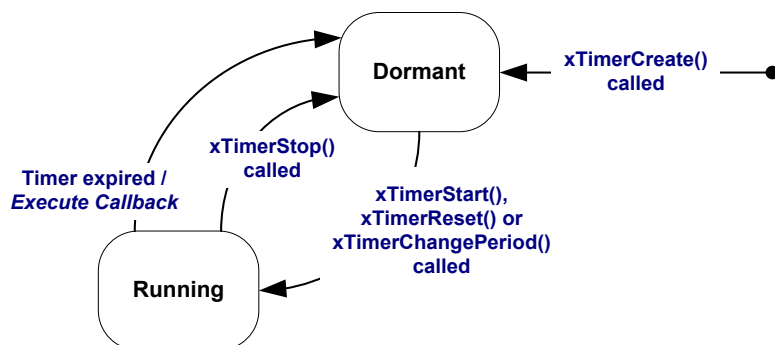 Dormant
xTimerCreate()
called
xTimerStop()
called
Timer expired /
Execute Callback
xTimerStart(),
xTimerReset() or
xTimerChangePeriod()
called
Running